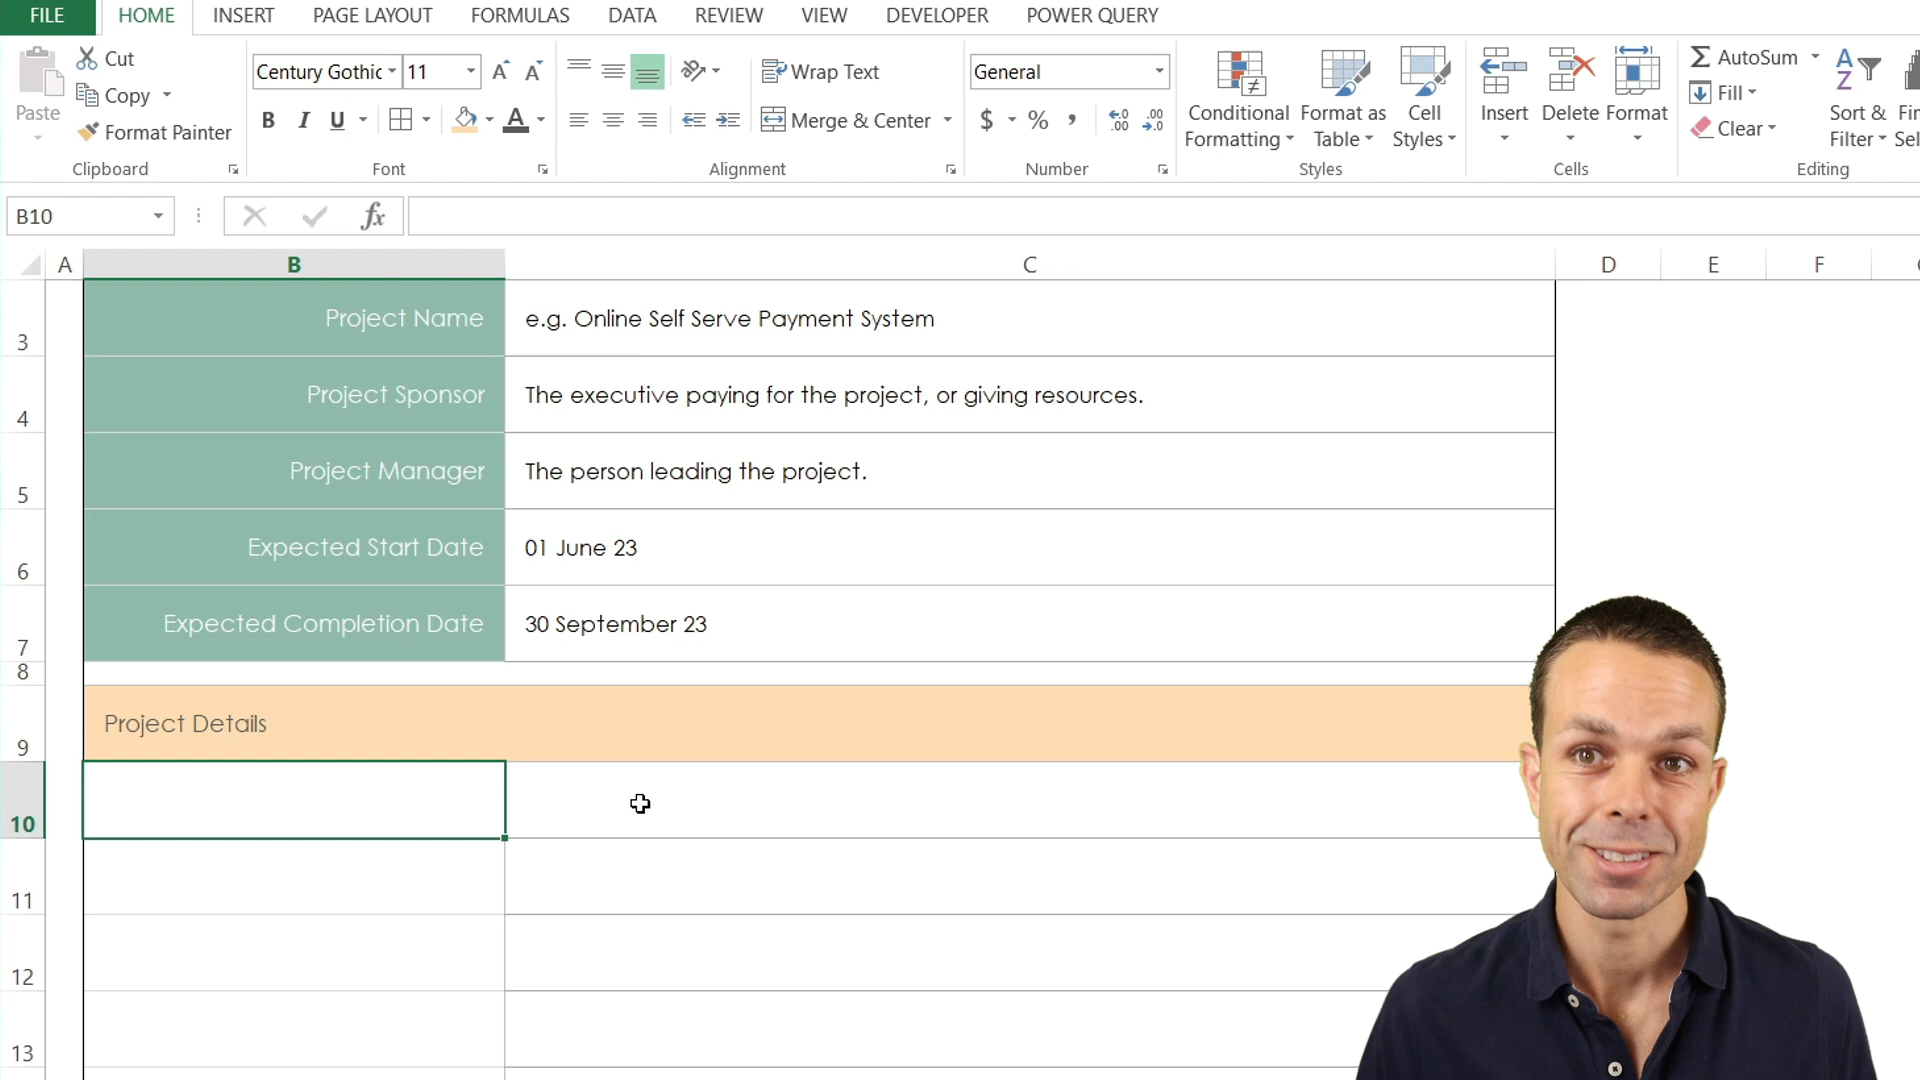 FILE HOME INSERT PAGE LAYOUT FORMULAS DATA REVIEW VIEW DEVELOPER POWER QUERY
Paste
Cut
Copy
Format Painter
Clipboard
Century Gothic 11
B I U A
Font
Wrap Text
Merge & Center
Alignment
General
$ % ,
Number
Conditional Formatting
Format as Table
Cell Styles
Styles
Insert
Delete
Format
Cells
AutoSum
Fill
Clear
Sort & Filter
Editing
B10
fx
A B C D E F
3 Project Name e.g. Online Self Serve Payment System
4 Project Sponsor The executive paying for the project, or giving resources.
5 Project Manager The person leading the project.
6 Expected Start Date 01 June 23
7 Expected Completion Date 30 September 23
8
9 Project Details
10
11
12
13